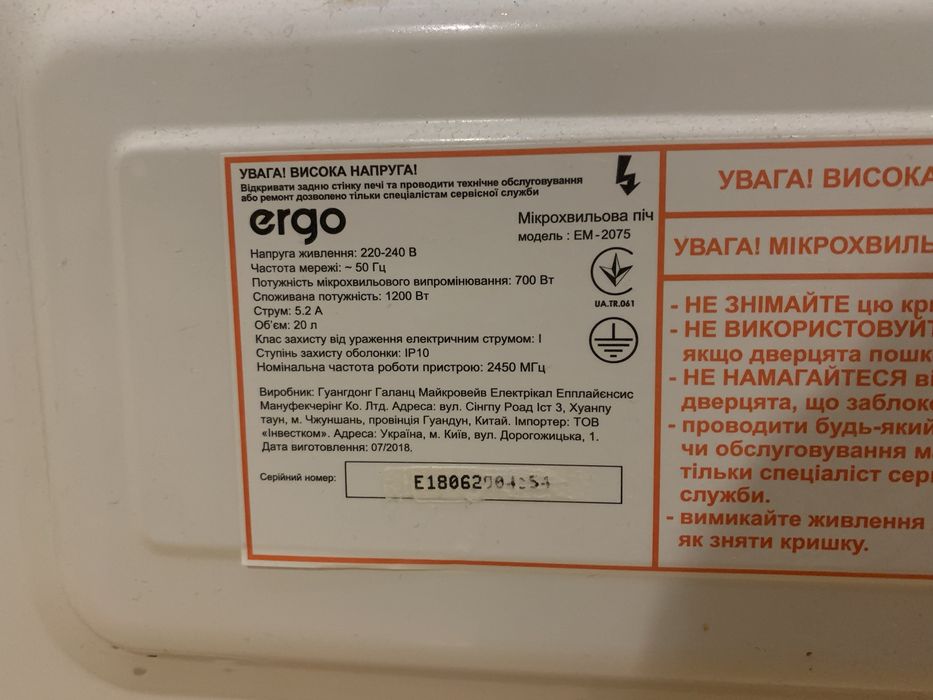 УВАГА! ВИСОКА НАПРУГА!
Відкривати задню стінку печі та проводити технічне обслуговування
або ремонт дозволено тільки спеціалістам сервісної служби
ergo
Мікрохвильова піч
модель : EM-2075
Напруга живлення: 220-240 В
Частота мережі: ~ 50 Гц
Потужність мікрохвильового випромінювання: 700 Вт
Споживана потужність: 1200 Вт
Струм: 5.2 А
Об'єм: 20 л
Клас захисту від ураження електричним струмом: I
Ступінь захисту оболонки: IP10
Номінальна частота роботи пристрою: 2450 МГц
UA.TR.061
Виробник: Гуангдонг Галанц Майкровейв Електрікал Епплайєнсис
Мануфекчерінг Ко. Лтд. Адреса: вул. Сінгпу Роад Іст 3, Хуанпу
таун, м. Чжуншань, провінція Гуандун, Китай. Імпортер: ТОВ
«Інвестком». Адреса: Україна, м. Київ, вул. Дорогожицька, 1.
Дата виготовлення: 07/2018.
Серійний номер:
УВАГА! ВИСОКА
УВАГА! МІКРОХВИЛЬ
- НЕ ЗНІМАЙТЕ цю кри
- НЕ ВИКОРИСТОВУЙТ
якщо дверцята пошк
- НЕ НАМАГАЙТЕСЯ ві
дверцята, що заблок
- проводити будь-який
чи обслуговування м
тільки спеціаліст сер
служби.
- вимикайте живлення
як зняти кришку.